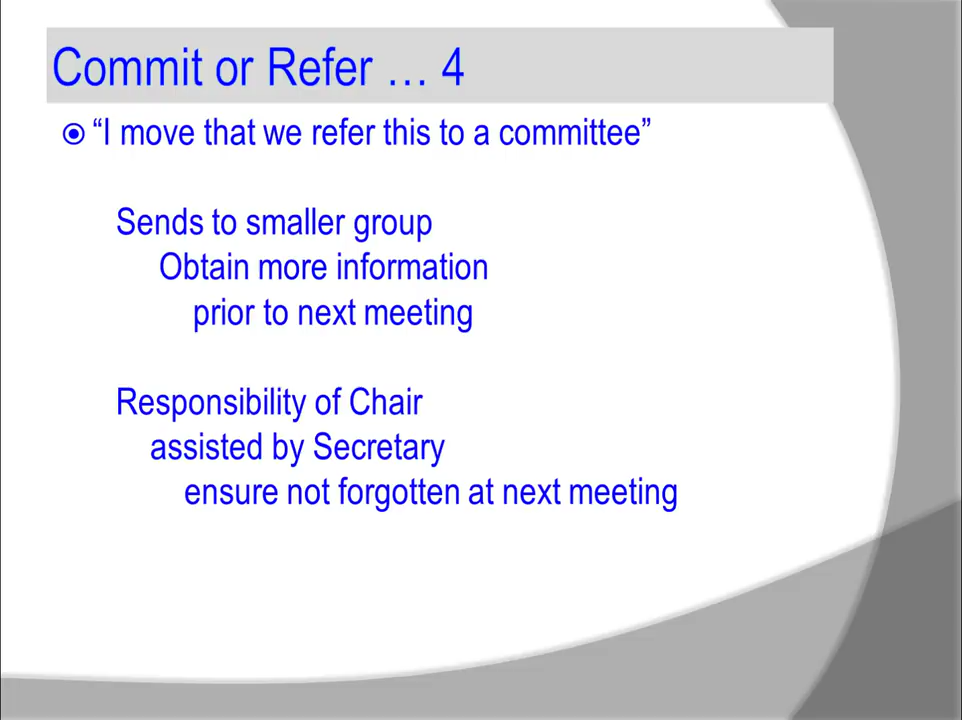 Commit or Refer … 4
“I move that we refer this to a committee”
Sends to smaller group
Obtain more information
prior to next meeting
Responsibility of Chair
assisted by Secretary
ensure not forgotten at next meeting